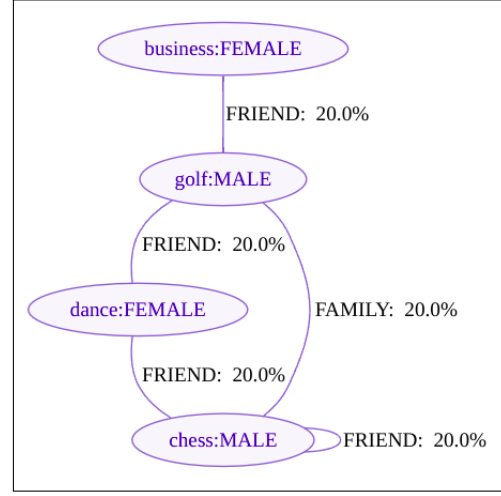 business:FEMALE
FRIEND:  20.0%
golf:MALE
FRIEND:  20.0%
dance:FEMALE
FAMILY:  20.0%
FRIEND:  20.0%
chess:MALE
FRIEND:  20.0%